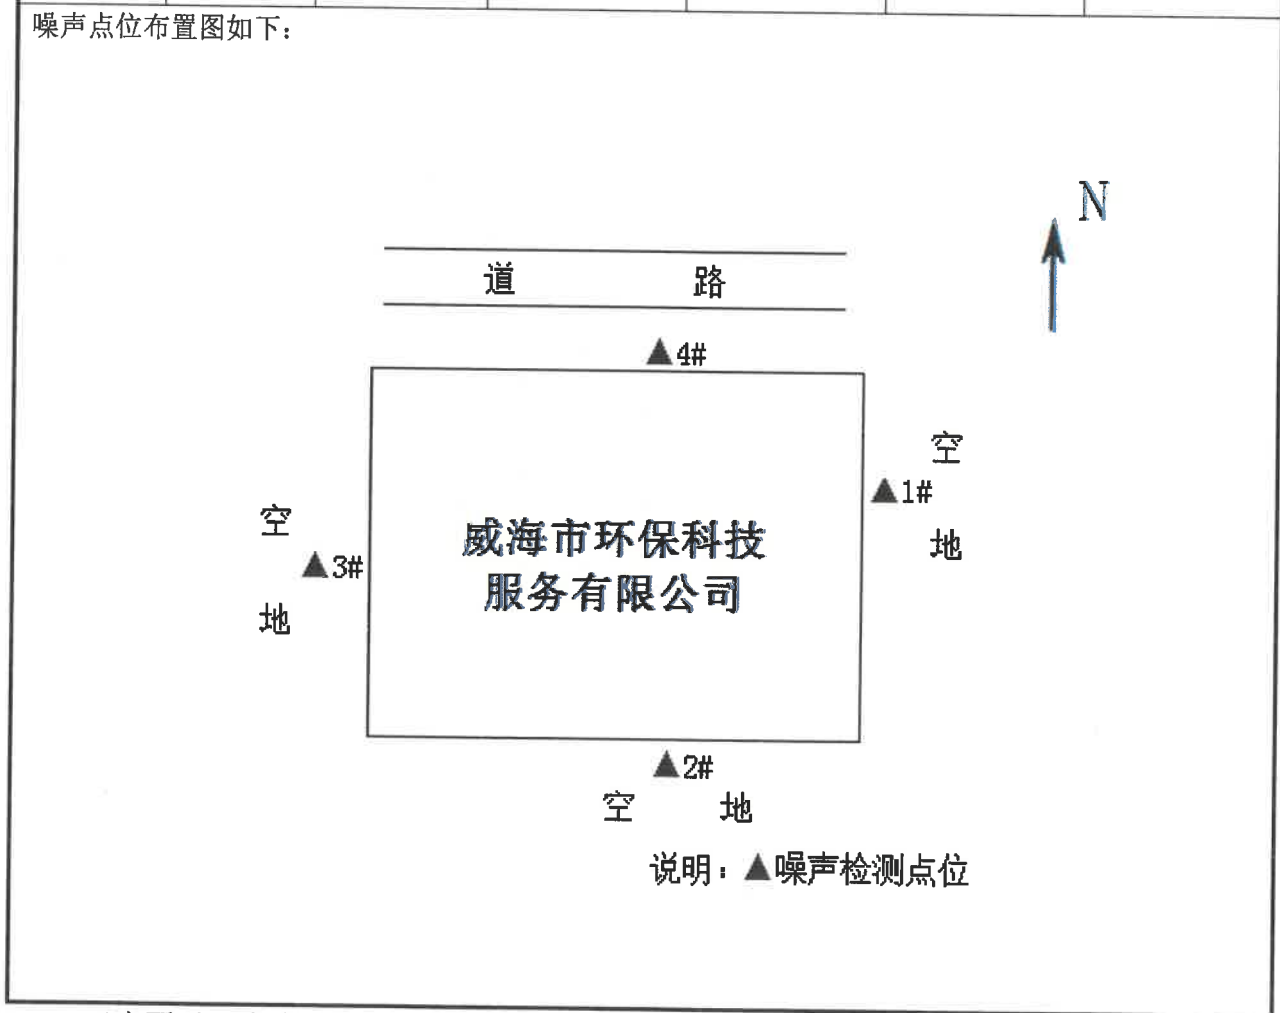 噪声点位布置图如下：
N
道 路
▲4#
空
▲1#
地
空
▲3#
地
威海市环保科技
服务有限公司
▲2#
空 地
说明：▲噪声检测点位